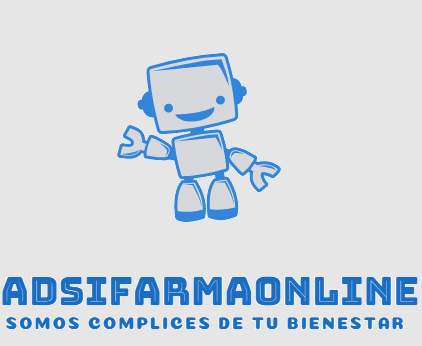 ADSIFARMAONLINE
SOMOS COMPLICES DE TU BIENESTAR